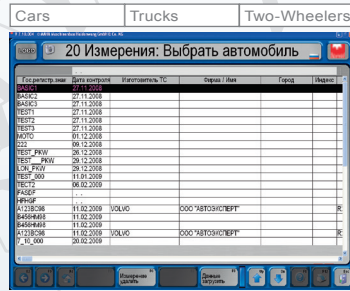 Cars Trucks Two-Wheelers
20 Измерения: Выбрать автомобиль
Гос.регистр.знак Дата контроля Изготовитель ТС Фирма / Имя Город Индекс
BASIC1 27.11.2008
BASIC2 27.11.2008
BASIC3 27.11.2008
TEST1 27.11.2008
TEST2 27.11.2008
TEST3 27.11.2008
MOTO 01.12.2008
222 09.12.2008
TEST_PKW 26.12.2008
TEST___PKW 29.12.2008
LON_PKW 29.12.2008
TEST_000 11.01.2009
TECT2 06.02.2009
FASDF . .
HFHGF . .
A123BC98 11.02.2009 VOLVO ООО "АВТОЭКСПЕРТ" R
B456HM98 11.02.2009
B456HM98 11.02.2009
A123BC98 11.02.2009 VOLVO ООО "АВТОЭКСПЕРТ" R
7_10_000 20.02.2009
Измерение удалить
Данные загрузить